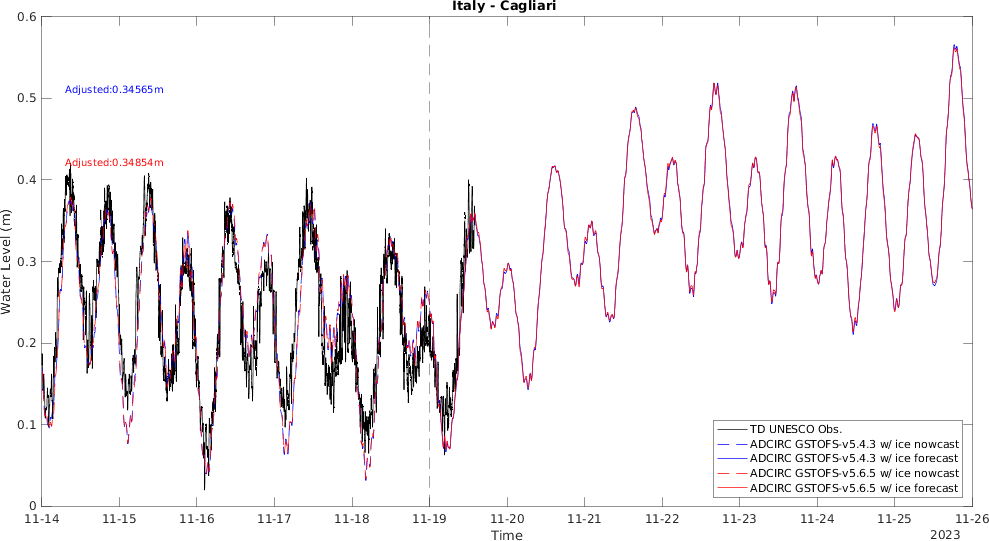 Italy - Cagliari
0.6
0.5
0.4
0.3
0.2
0.1
0
Water Level (m)
Adjusted:0.34565m
Adjusted:0.34854m
TD UNESCO Obs.
ADCIRC GSTOFS-v5.4.3 w/ ice nowcast
ADCIRC GSTOFS-v5.4.3 w/ ice forecast
ADCIRC GSTOFS-v5.6.5 w/ ice nowcast
ADCIRC GSTOFS-v5.6.5 w/ ice forecast
11-14 11-15 11-16 11-17 11-18 11-19 11-20 11-21 11-22 11-23 11-24 11-25 11-26
Time
2023